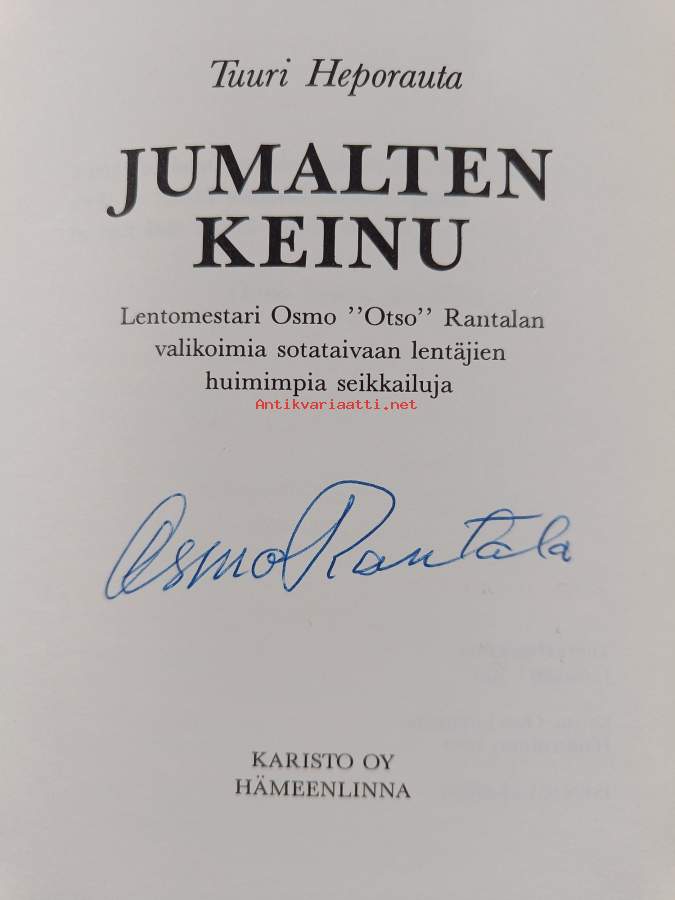 Tuuri Heporauta
JUMALTEN
KEINU
Lentomestari Osmo ”Otso” Rantalan
valikoimia sotataivaan lentäjien
huimimpia seikkailuja
Antikvariaatti.net
Osmo Rantala
KARISTO OY
HÄMEENLINNA